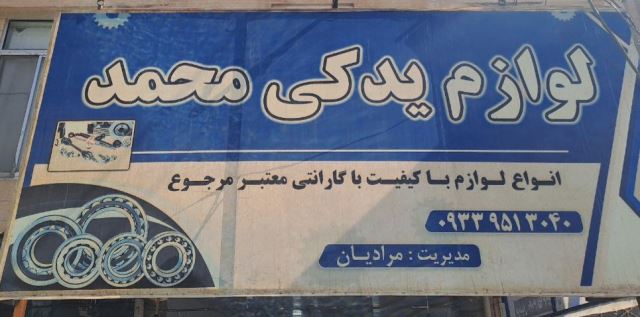 لوازم یدکی محمد
انواع لوازم با کیفیت با گارانتی معتبر مرجوع
۰۹۳۳ ۹۵۱ ۳۰۴۰
مدیریت : مرادیان